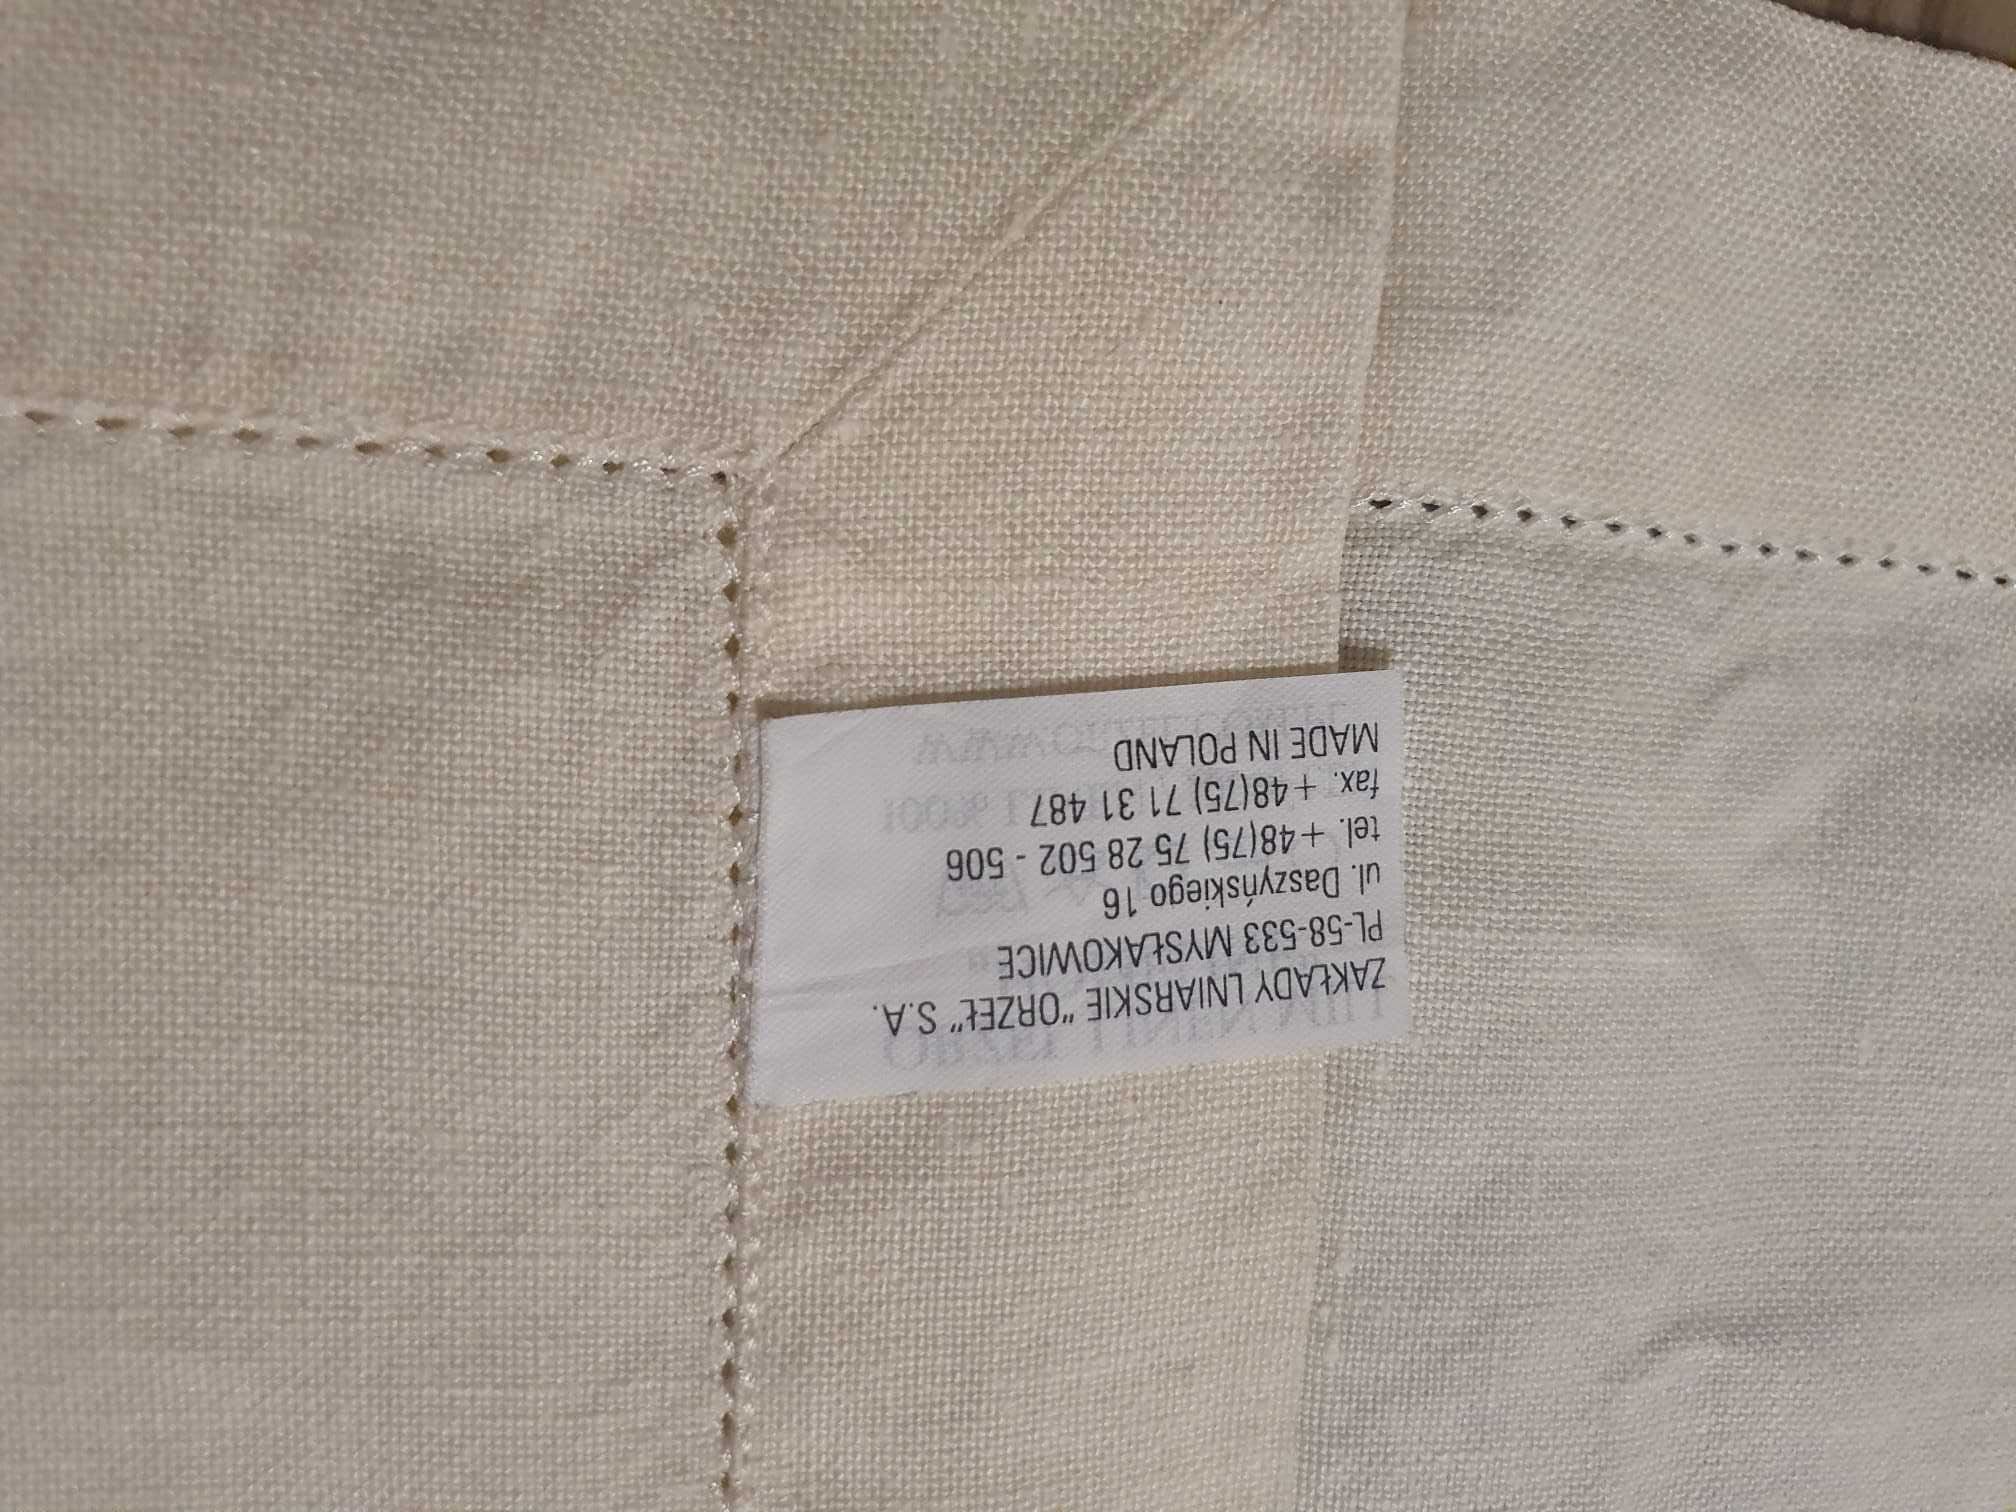 ZAKŁADY LNIARSKIE "ORZEŁ" S.A.
PL-58-533 MYSŁAKOWICE
ul. Daszyńskiego 16
tel. +48(75) 75 28 502 - 506
fax. +48(75) 71 31 487
MADE IN POLAND